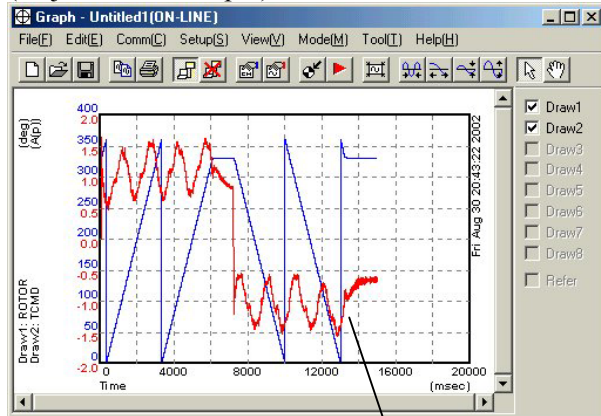 Graph - Untitled1(ON-LINE)
File(F) Edit(E) Comm(C) Setup(S) View(V) Mode(M) Tool(T) Help(H)
(deg)
(A(p))
400
2.0
350
1.5
300
1.0
250
0.5
200
0.0
150
-0.5
100
-1.0
50
-1.5
0
-2.0
0 4000 8000 12000 16000 20000
Time (msec)
Draw1: ROTOR
Draw2: TCMD
Fri Aug 30 20:43:22 2002
Draw1
Draw2
Draw3
Draw4
Draw5
Draw6
Draw7
Draw8
Refer